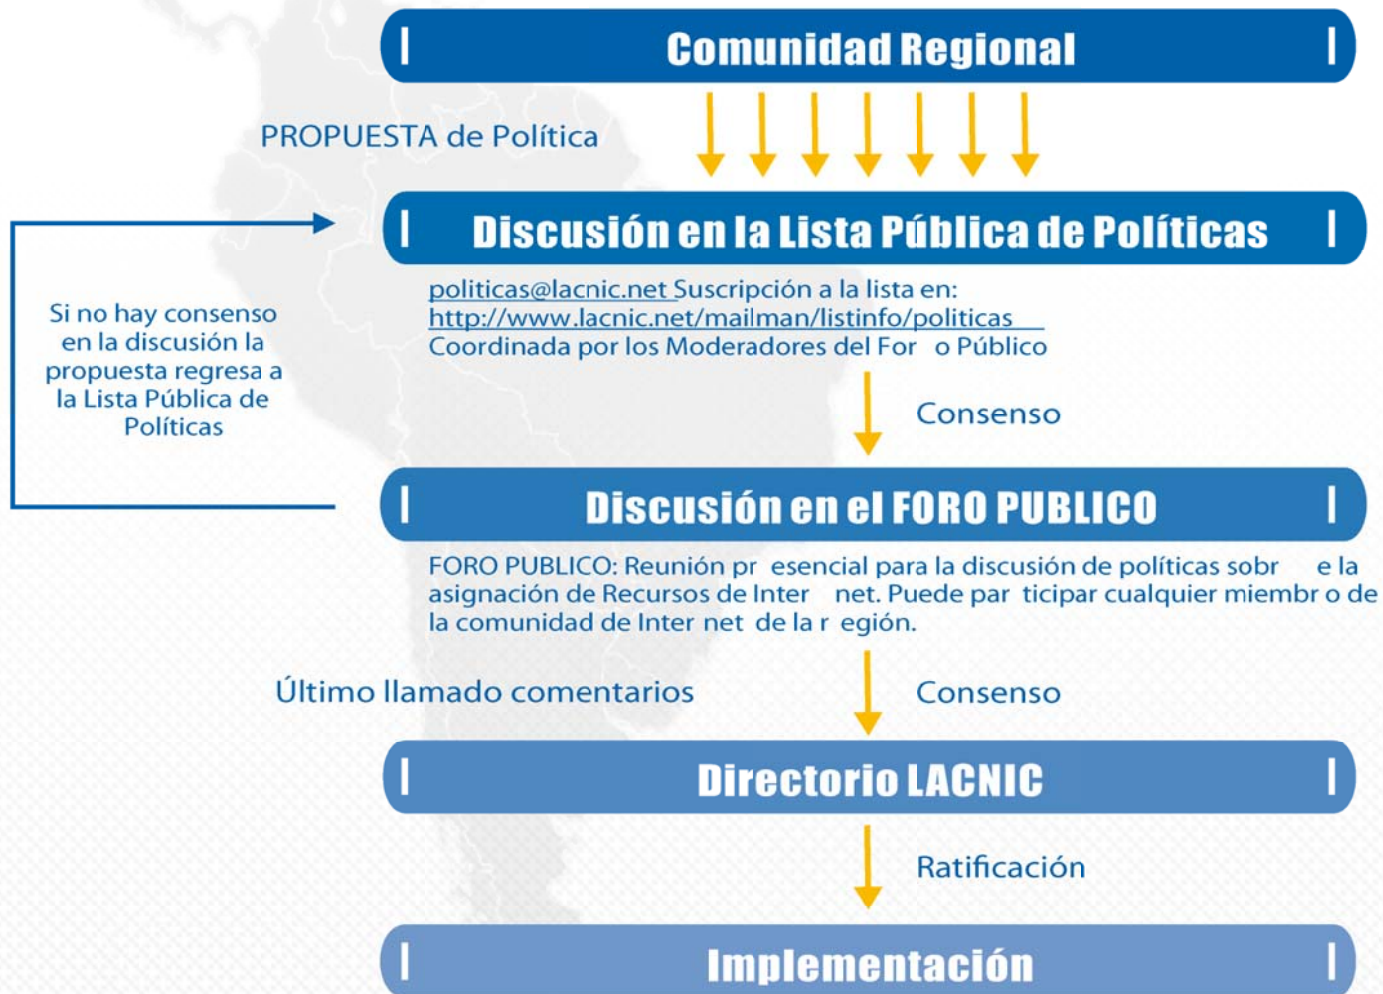 Comunidad Regional
PROPUESTA de Política
Discusión en la Lista Pública de Políticas
politicas@lacnic.net Suscripción a la lista en:
http://www.lacnic.net/mailman/listinfo/politicas
Coordinada por los Moderadores del For o Público
Si no hay consenso
en la discusión la
propuesta regresa a
la Lista Pública de
Políticas
Consenso
Discusión en el FORO PUBLICO
FORO PUBLICO: Reunión pr esencial para la discusión de políticas sobr e la
asignación de Recursos de Inter net. Puede par ticipar cualquier miembr o de
la comunidad de Inter net de la r egión.
Último llamado comentarios
Consenso
Directorio LACNIC
Ratificación
Implementación